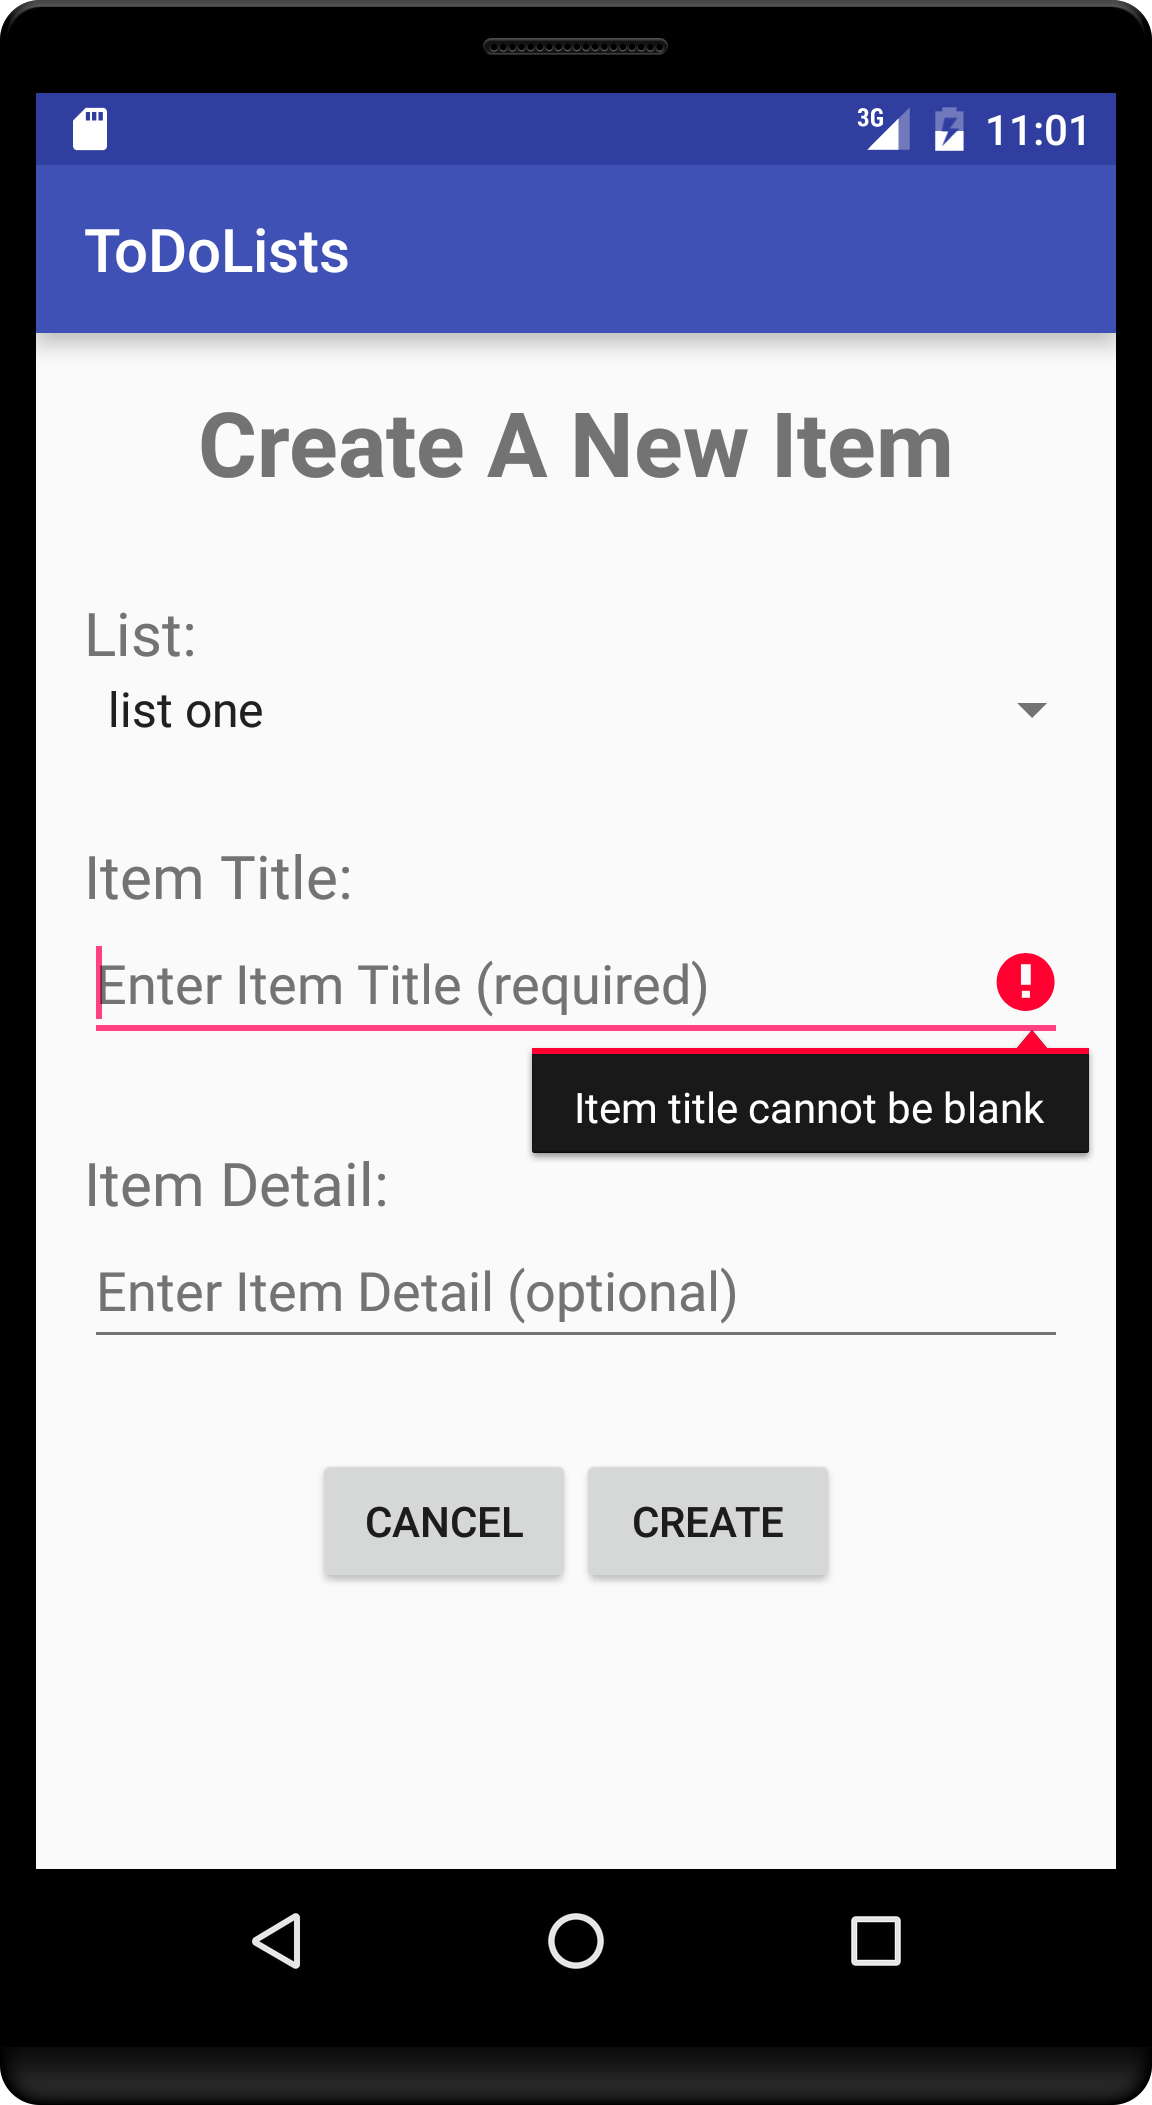 3G 11:01
ToDoLists
Create A New Item
List:
list one
Item Title:
Enter Item Title (required)
Item title cannot be blank
Item Detail:
Enter Item Detail (optional)
CANCEL CREATE